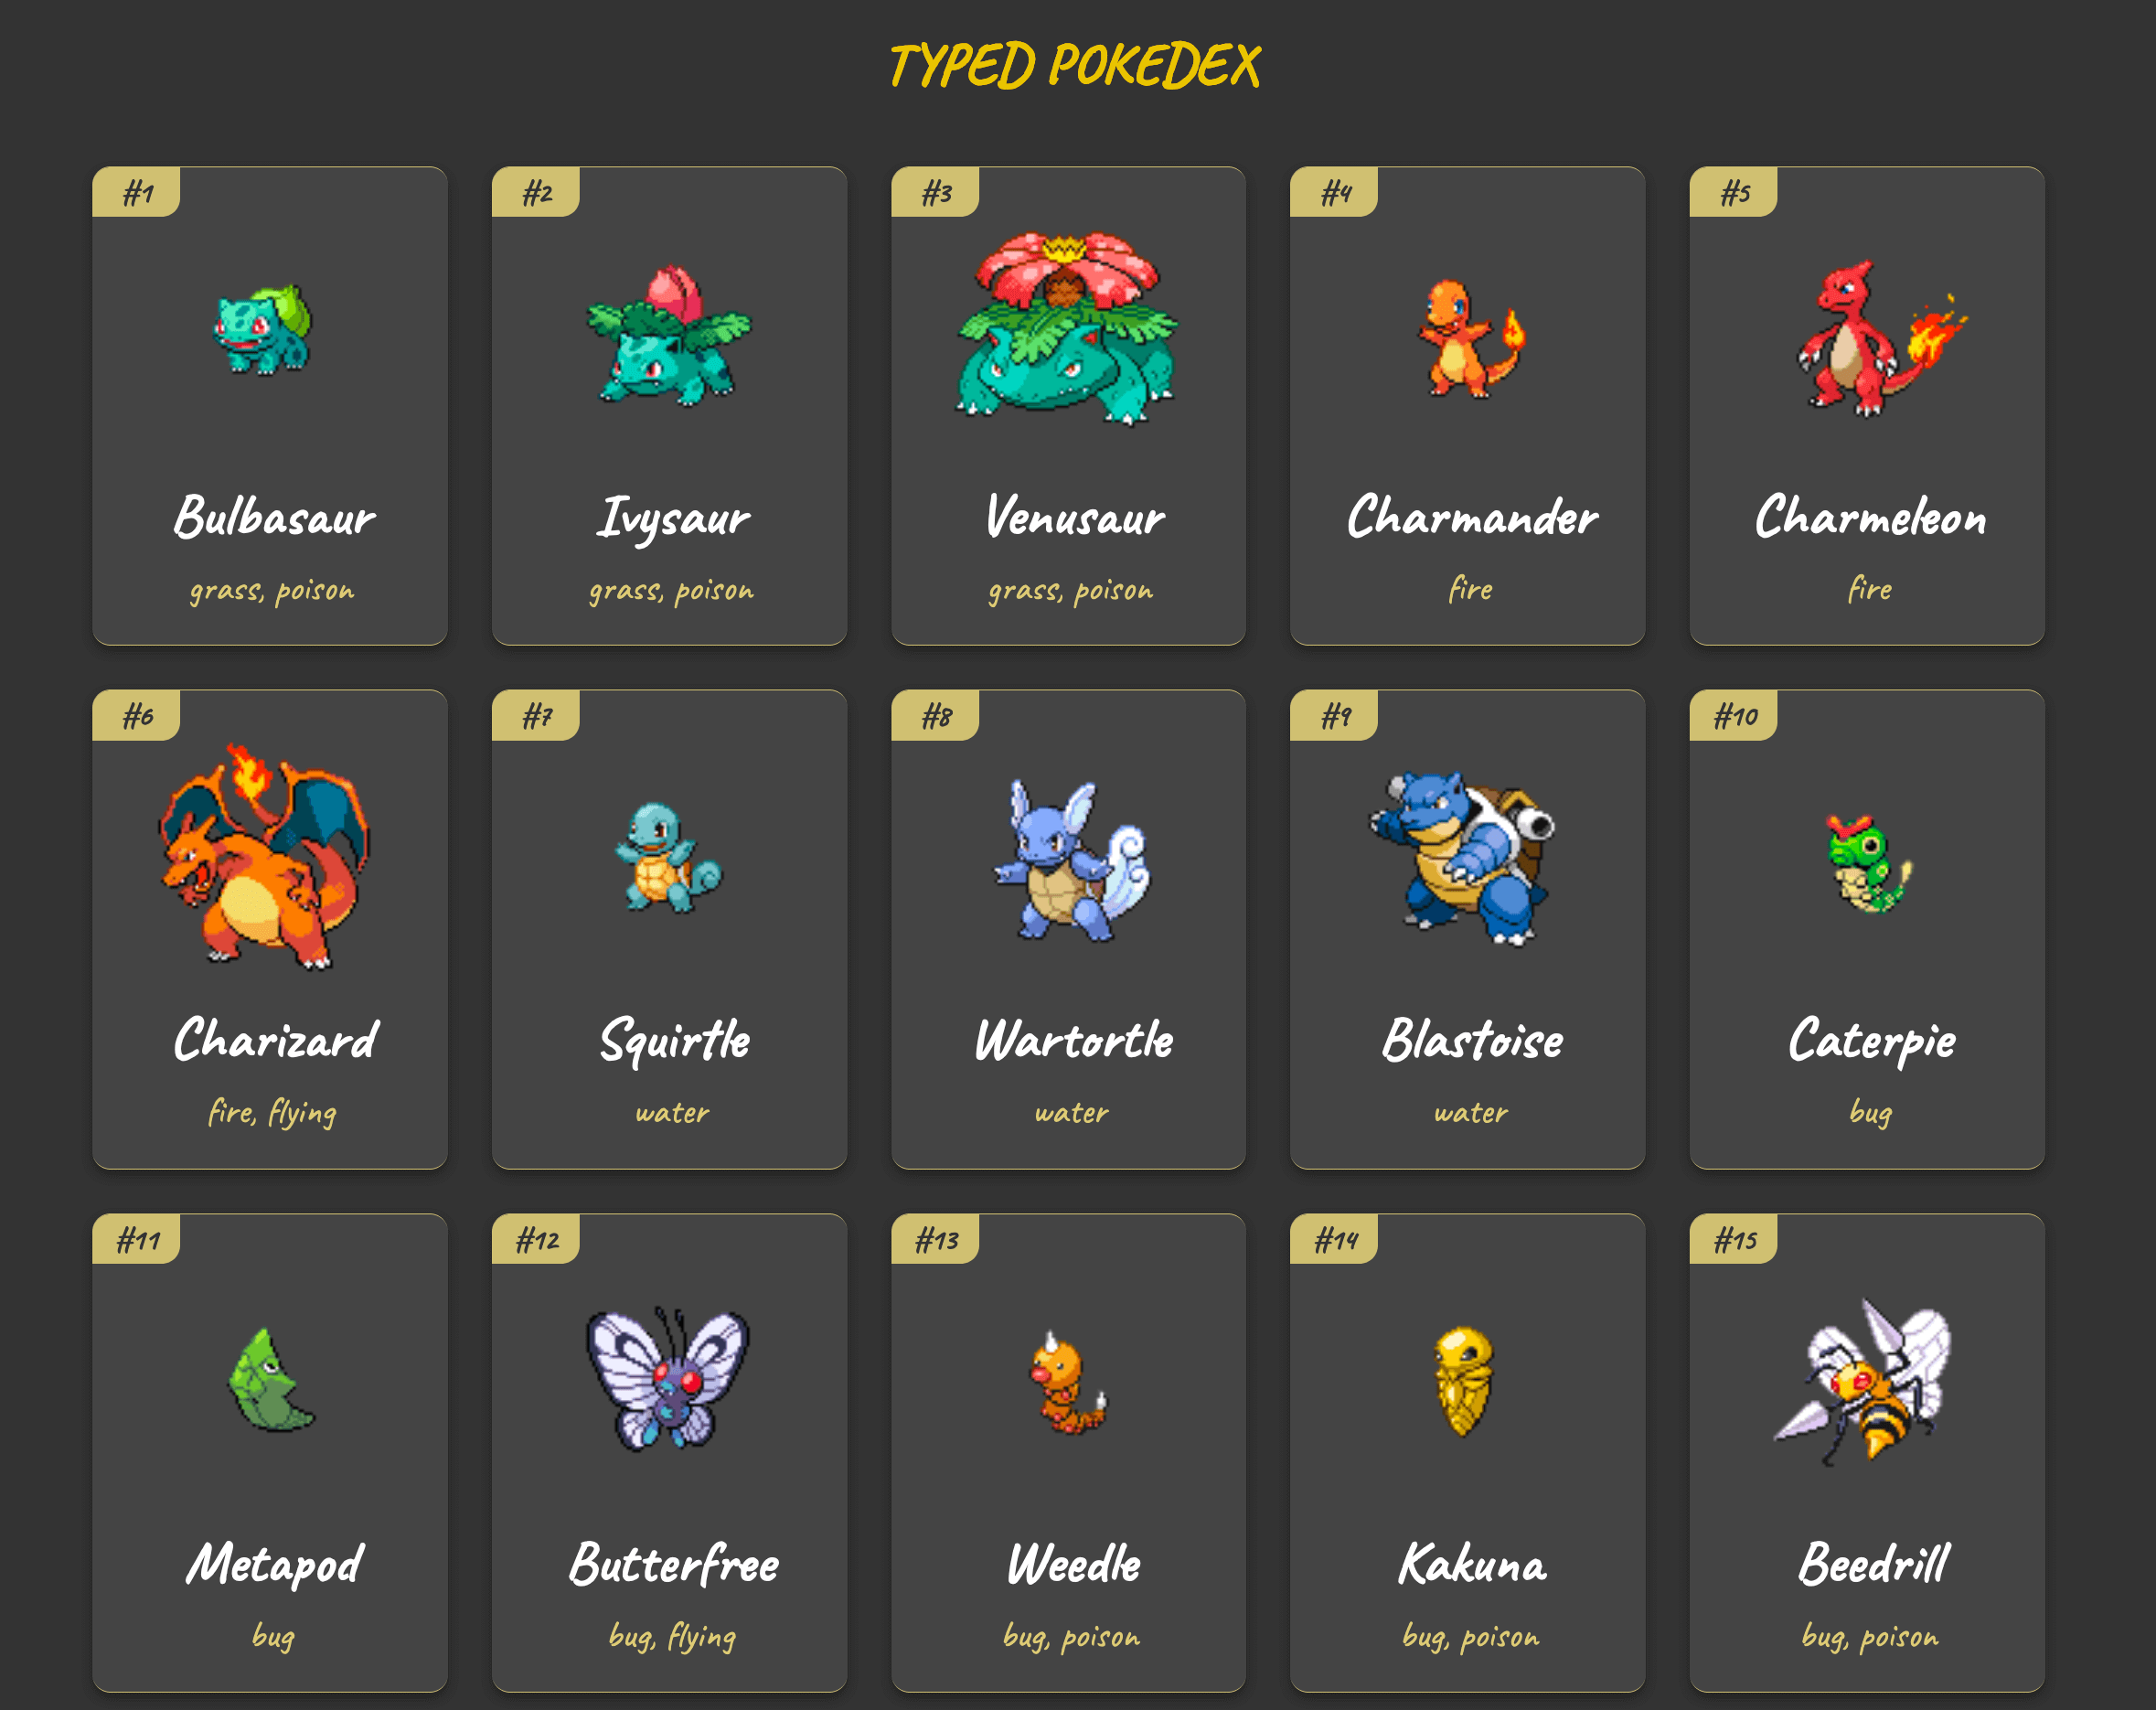 TYPED POKEDEX
#1
Bulbasaur
grass, poison
#2
Ivysaur
grass, poison
#3
Venusaur
grass, poison
#4
Charmander
fire
#5
Charmeleon
fire
#6
Charizard
fire, flying
#7
Squirtle
water
#8
Wartortle
water
#9
Blastoise
water
#10
Caterpie
bug
#11
Metapod
bug
#12
Butterfree
bug, flying
#13
Weedle
bug, poison
#14
Kakuna
bug, poison
#15
Beedrill
bug, poison